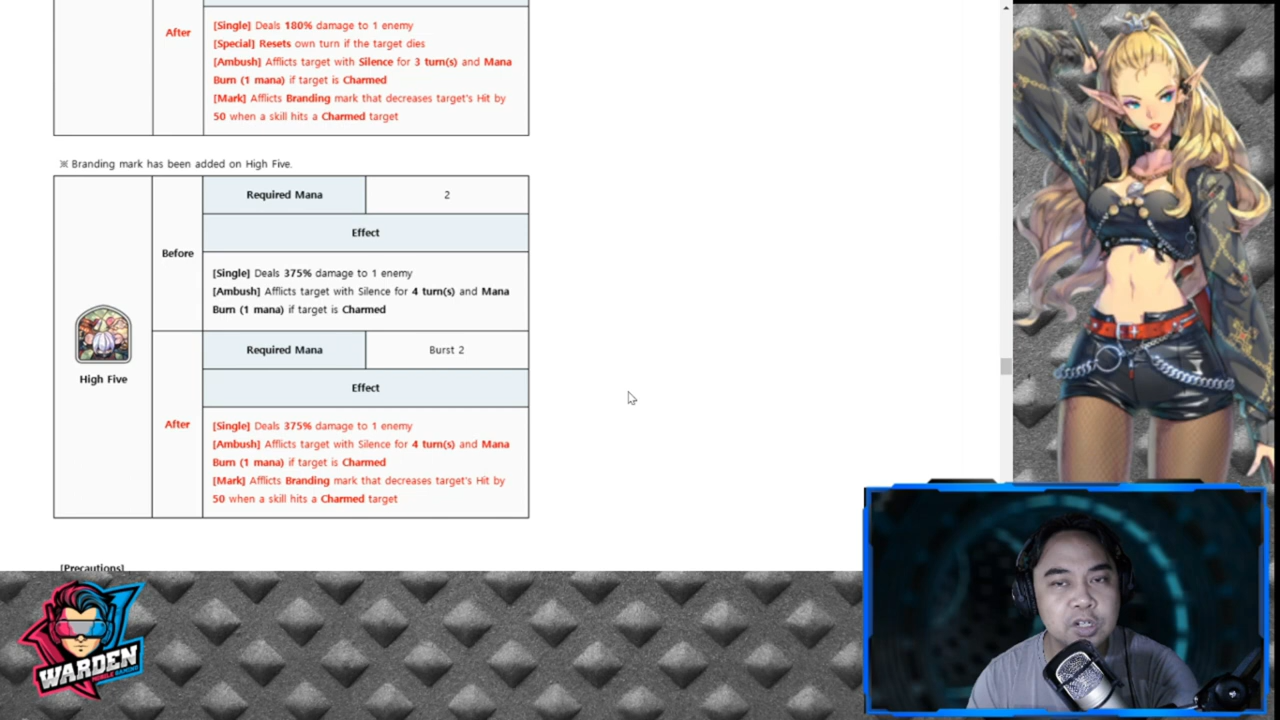 After
[Single] Deals 180% damage to 1 enemy
[Special] Resets own turn if the target dies
[Ambush] Afflicts target with Silence for 3 turn(s) and Mana
Burn (1 mana) if target is Charmed
[Mark] Afflicts Branding mark that decreases target's Hit by
50 when a skill hits a Charmed target
※ Branding mark has been added on High Five.
High Five
Before
Required Mana 2
Effect
[Single] Deals 375% damage to 1 enemy
[Ambush] Afflicts target with Silence for 4 turn(s) and Mana
Burn (1 mana) if target is Charmed
After
Required Mana Burst 2
Effect
[Single] Deals 375% damage to 1 enemy
[Ambush] Afflicts target with Silence for 4 turn(s) and Mana
Burn (1 mana) if target is Charmed
[Mark] Afflicts Branding mark that decreases target's Hit by
50 when a skill hits a Charmed target
[Precautions]
WARDEN
MOBILE GAMING